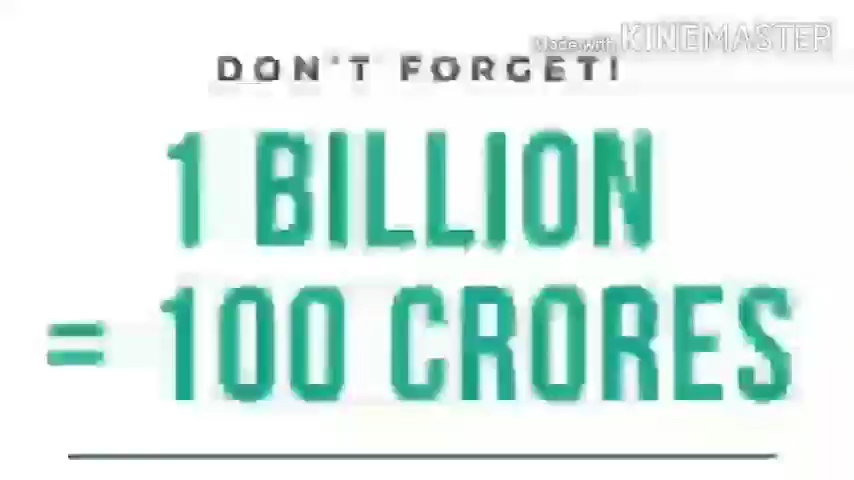 Made with KINEMASTER
DON'T FORGET!
1 BILLION
= 100 CRORES